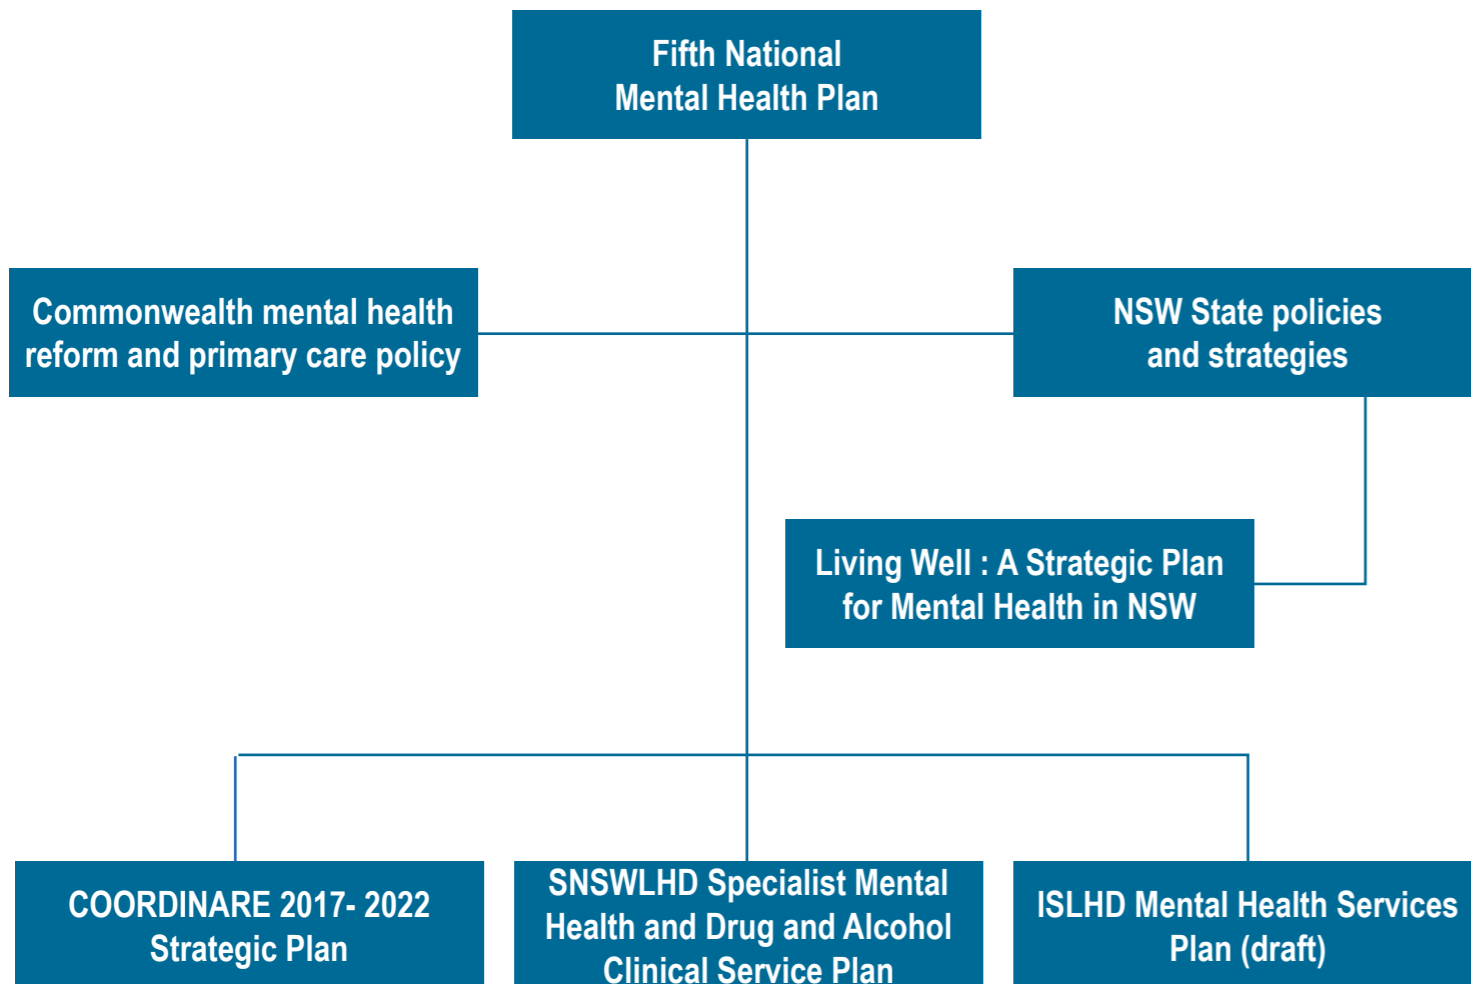 Fifth National
Mental Health Plan
Commonwealth mental health
reform and primary care policy
NSW State policies
and strategies
Living Well : A Strategic Plan
for Mental Health in NSW
COORDINARE 2017- 2022
Strategic Plan
SNSWLHD Specialist Mental
Health and Drug and Alcohol
Clinical Service Plan
ISLHD Mental Health Services
Plan (draft)